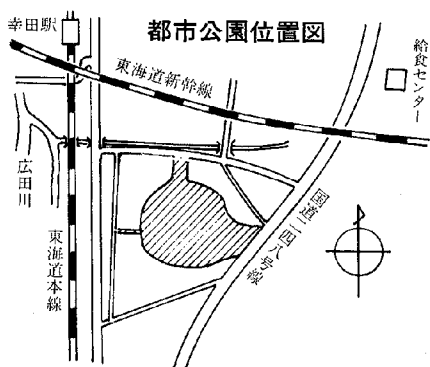 都市公園位置図
幸田駅
東海道新幹線
給食センター
広田川
東海道本線
国道二四八号線